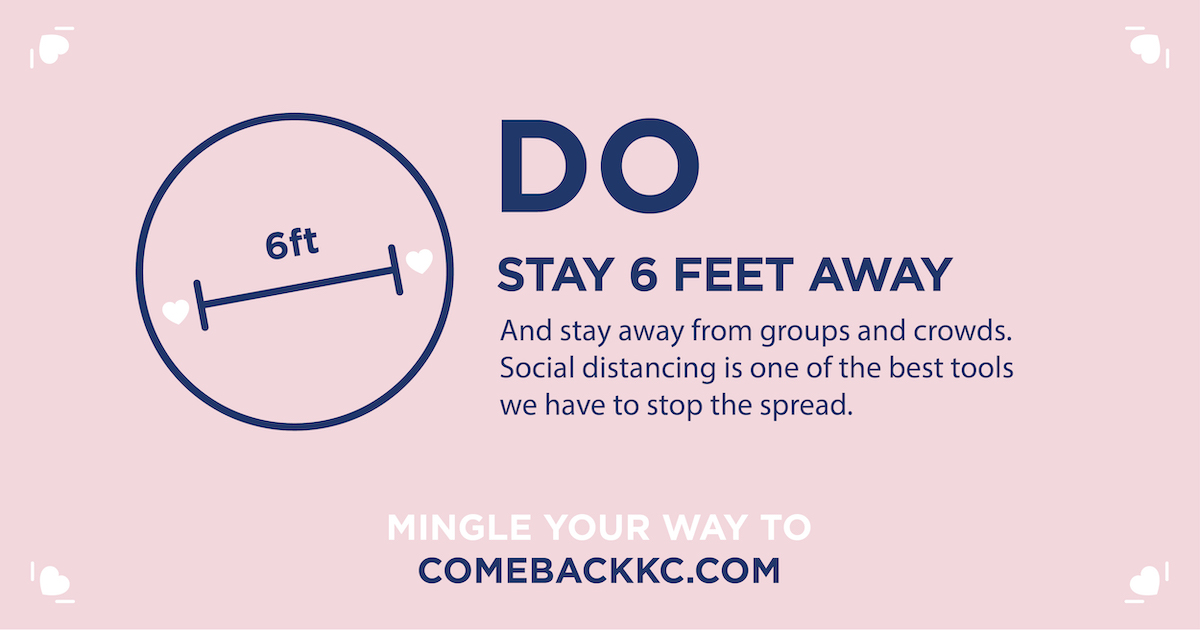 6ft
DO
STAY 6 FEET AWAY
And stay away from groups and crowds.
Social distancing is one of the best tools
we have to stop the spread.
MINGLE YOUR WAY TO
COMEBACKKC.COM